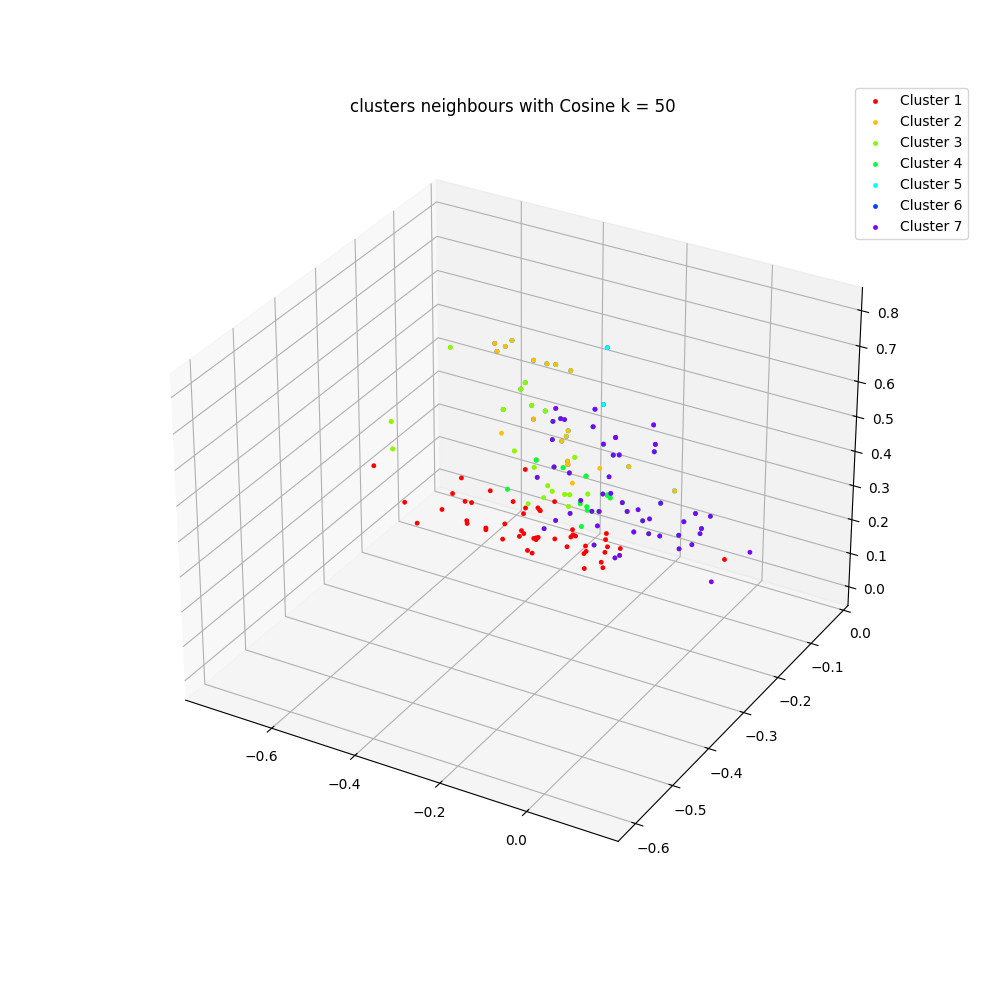 clusters neighbours with Cosine k = 50
Cluster 1
Cluster 2
Cluster 3
Cluster 4
Cluster 5
Cluster 6
Cluster 7
0.8
0.7
0.6
0.5
0.4
0.3
0.2
0.1
0.0
0.0
−0.1
−0.2
−0.3
−0.4
−0.5
−0.6
−0.6
−0.4
−0.2
0.0